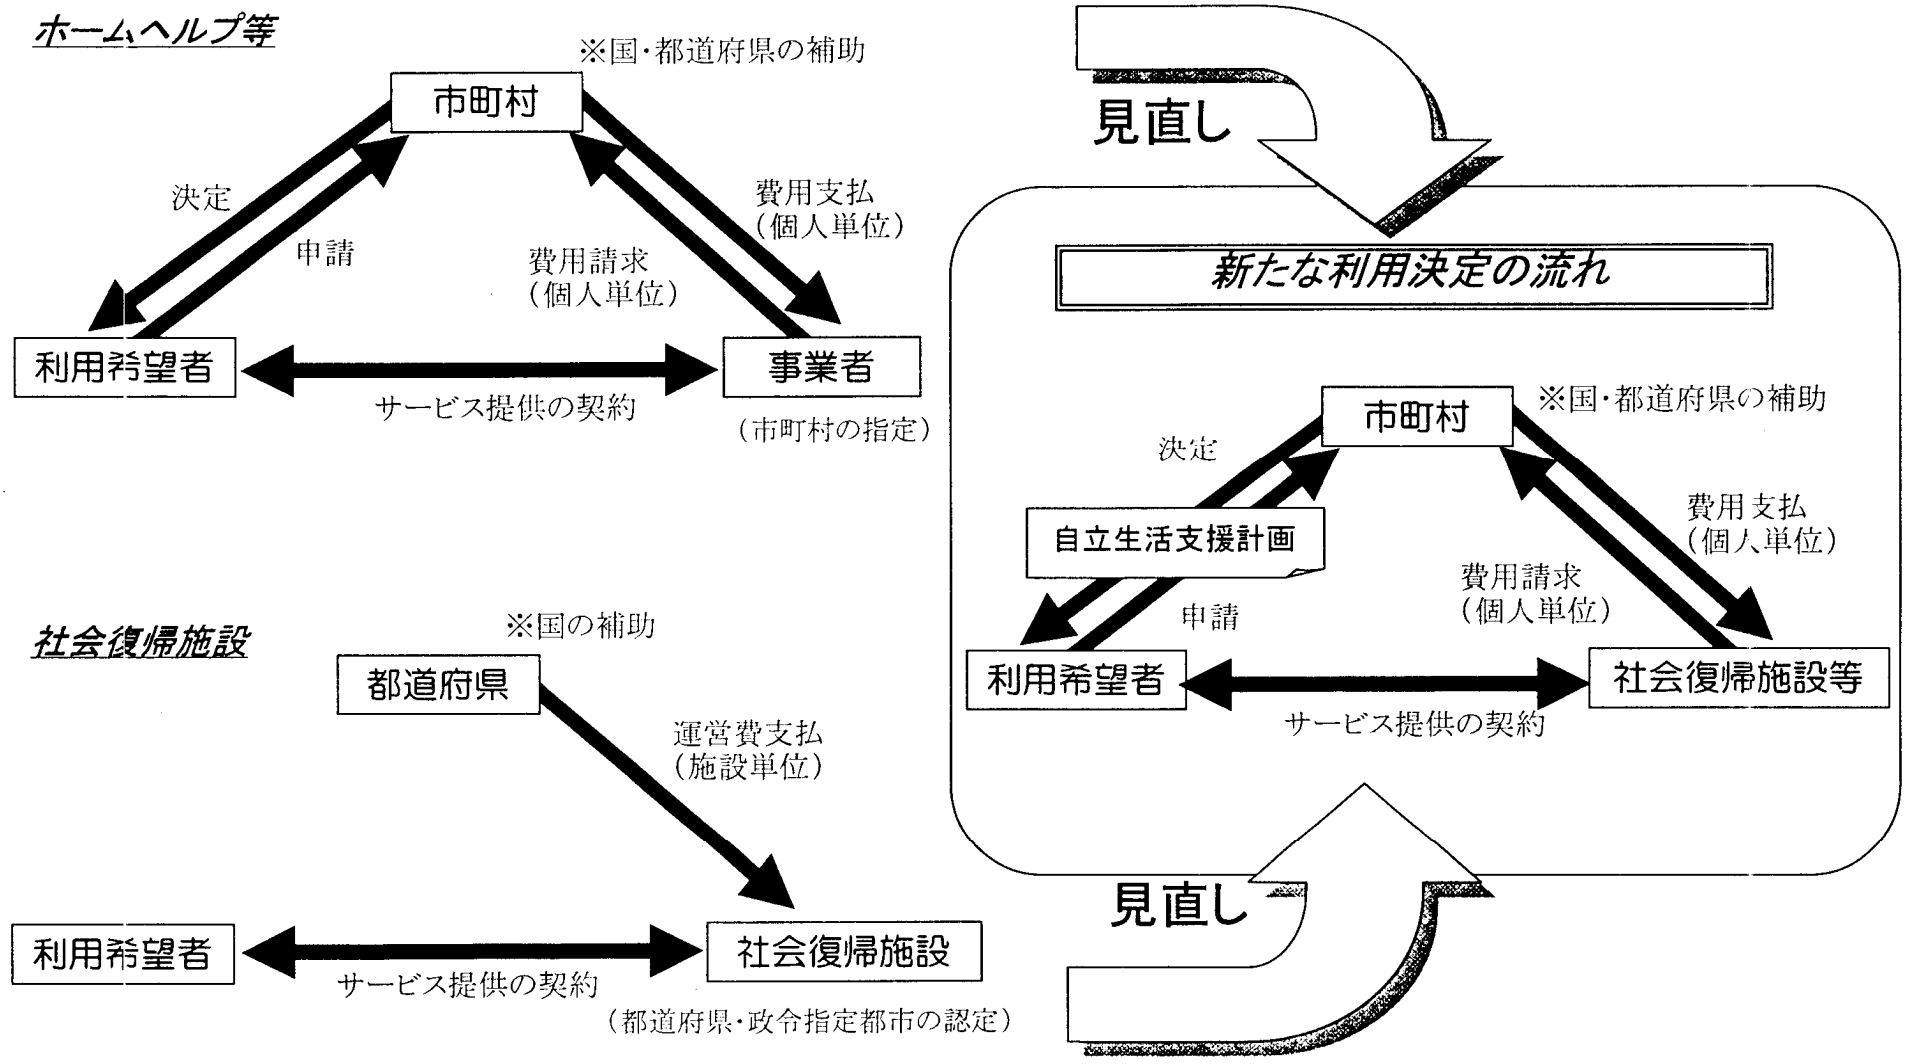 ホームヘルプ等
※国・都道府県の補助
市町村
決定
申請
費用支払
（個人単位）
費用請求
（個人単位）
利用希望者
事業者
サービス提供の契約
（市町村の指定）
社会復帰施設
※国の補助
都道府県
運営費支払
（施設単位）
利用希望者
社会復帰施設
サービス提供の契約
（都道府県・政令指定都市の認定）
見直し
新たな利用決定の流れ
市町村
※国・都道府県の補助
決定
自立生活支援計画
申請
費用支払
（個人単位）
費用請求
（個人単位）
利用希望者
社会復帰施設等
サービス提供の契約
見直し